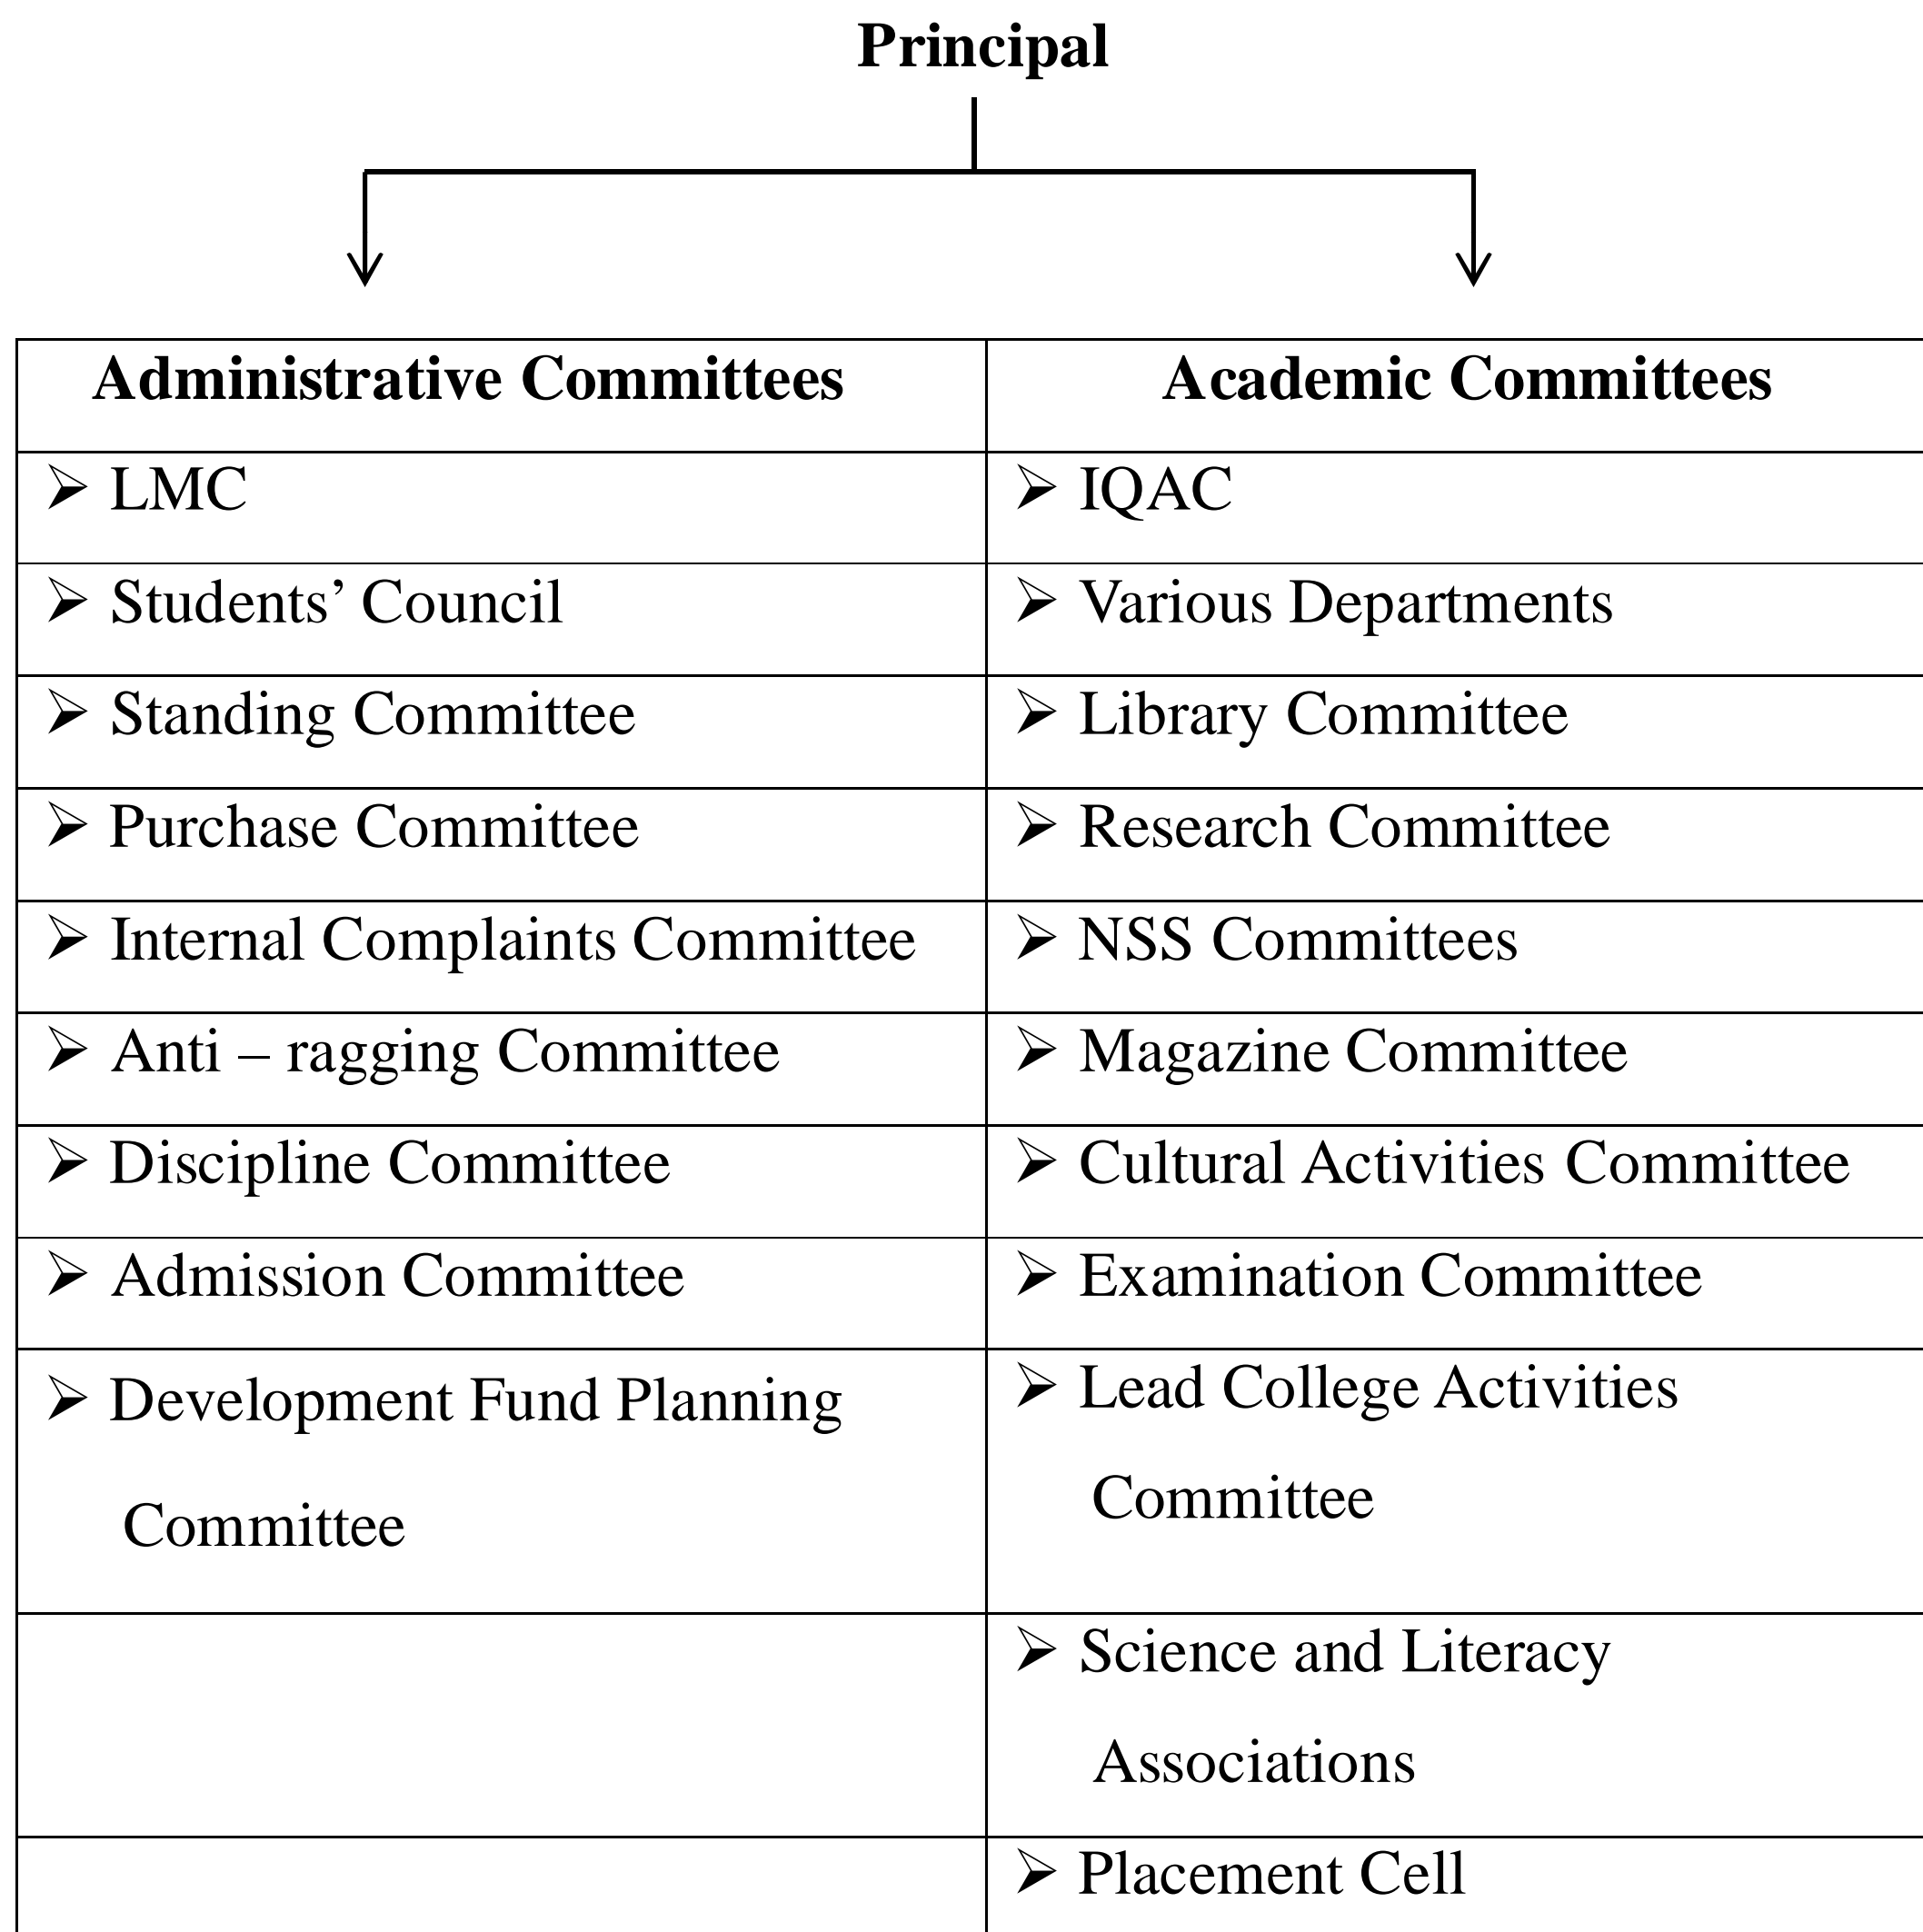 Principal
Administrative Committees
Academic Committees
➢ LMC
➢ IQAC
➢ Students’ Council
➢ Various Departments
➢ Standing Committee
➢ Library Committee
➢ Purchase Committee
➢ Research Committee
➢ Internal Complaints Committee
➢ NSS Committees
➢ Anti – ragging Committee
➢ Magazine Committee
➢ Discipline Committee
➢ Cultural Activities Committee
➢ Admission Committee
➢ Examination Committee
➢ Development Fund Planning
Committee
➢ Lead College Activities
Committee
➢ Science and Literacy
Associations
➢ Placement Cell